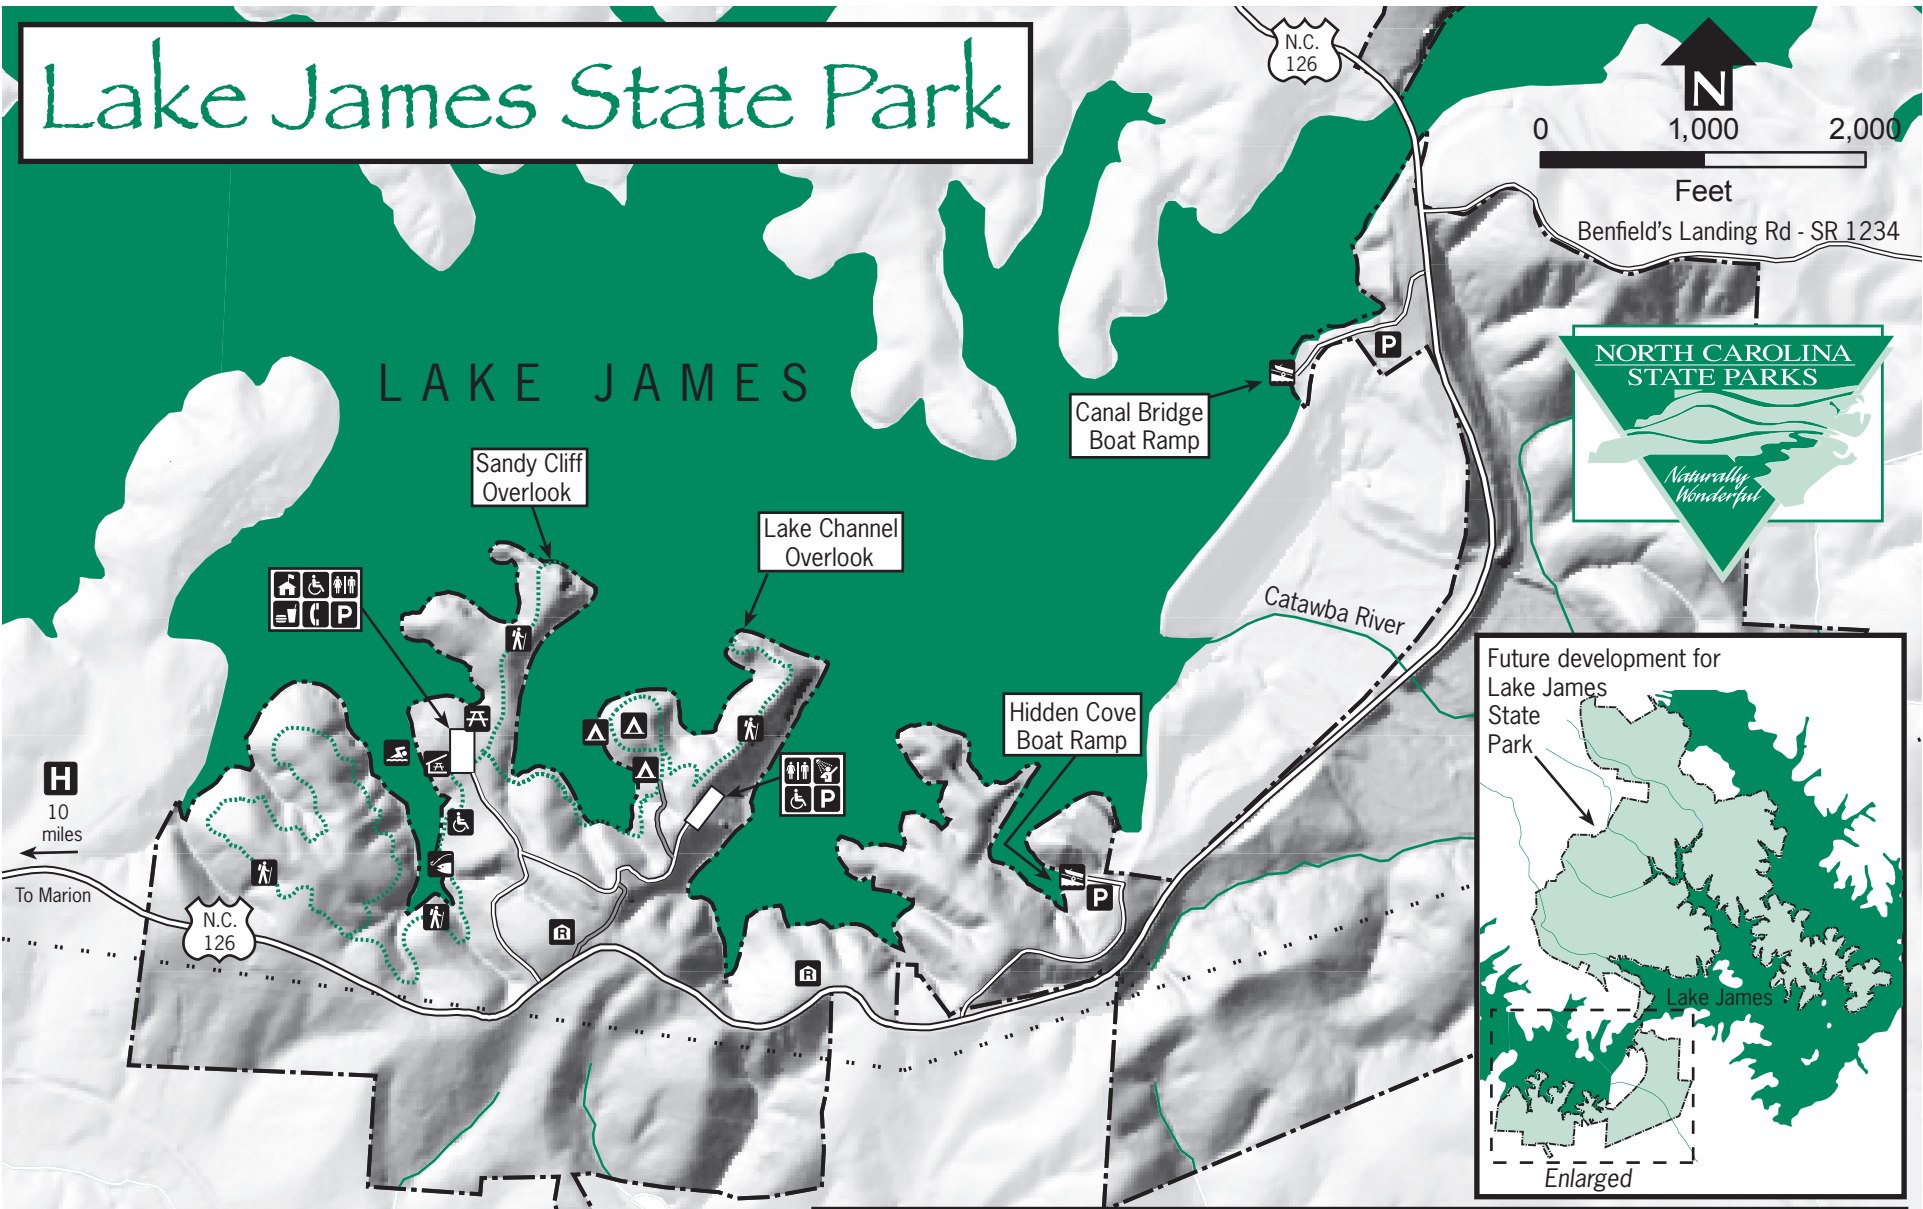 Lake James State Park
N.C.
126
N
0 1,000 2,000
Feet
Benfield's Landing Rd - SR 1234
NORTH CAROLINA
STATE PARKS
Naturally
Wonderful
LAKE JAMES
Canal Bridge
Boat Ramp
P
Sandy Cliff
Overlook
Lake Channel
Overlook
Catawba River
P
Hidden Cove
Boat Ramp
P
P
H
10
miles
To Marion
N.C.
126
R
R
Future development for
Lake James
State
Park
Lake James
Enlarged